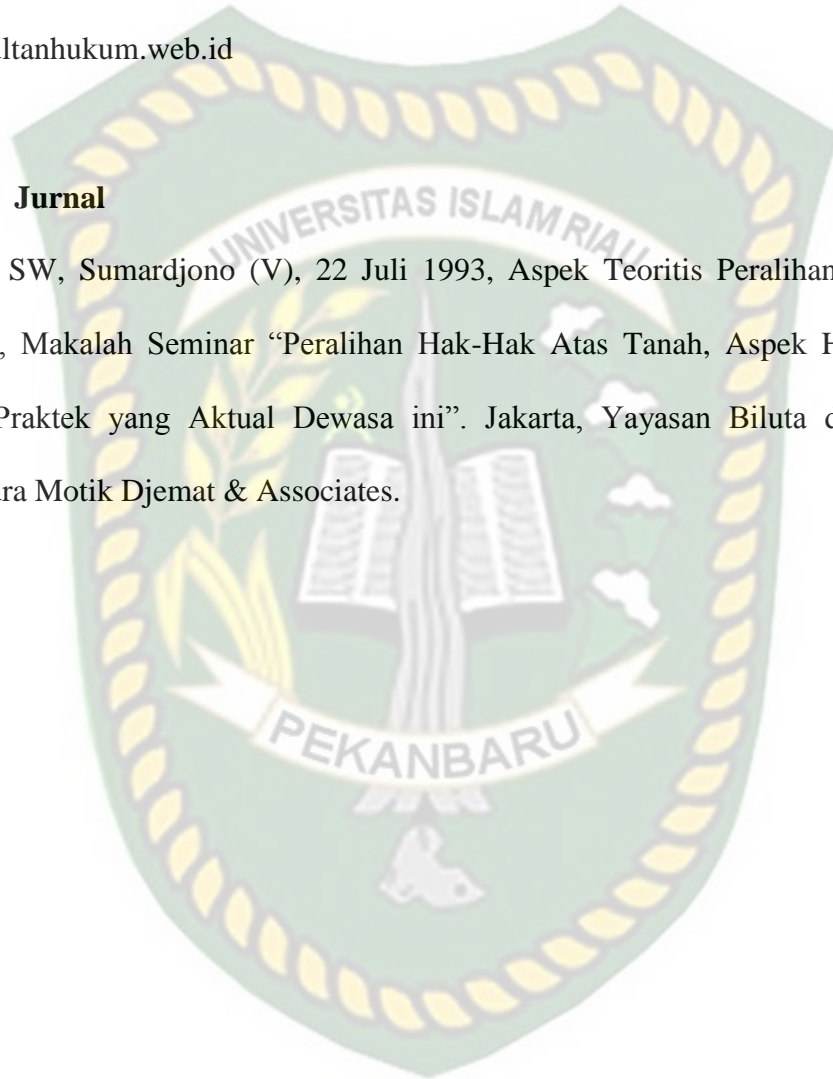 ltanhukum.web.id
Jurnal
SW, Sumardjono (V), 22 Juli 1993, Aspek Teoritis Peralihan
, Makalah Seminar “Peralihan Hak-Hak Atas Tanah, Aspek H
Praktek yang Aktual Dewasa ini”. Jakarta, Yayasan Biluta d
ra Motik Djemat & Associates.
UNIVERSITAS ISLAM RIAU
PEKANBARU